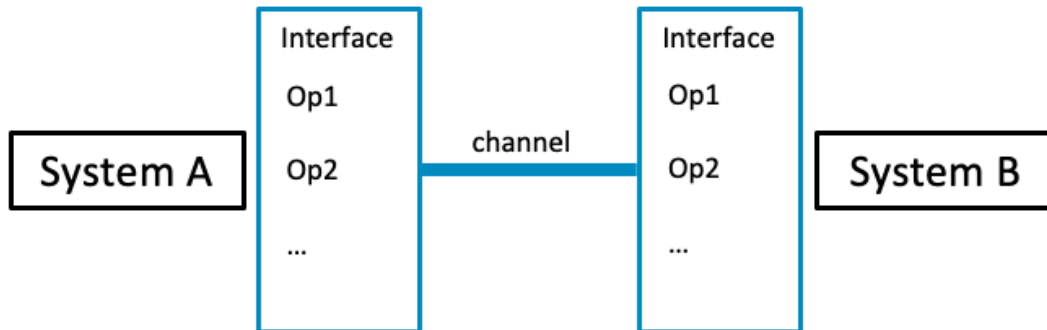 System A
Interface
Op1
Op2
...
channel
Interface
Op1
Op2
...
System B